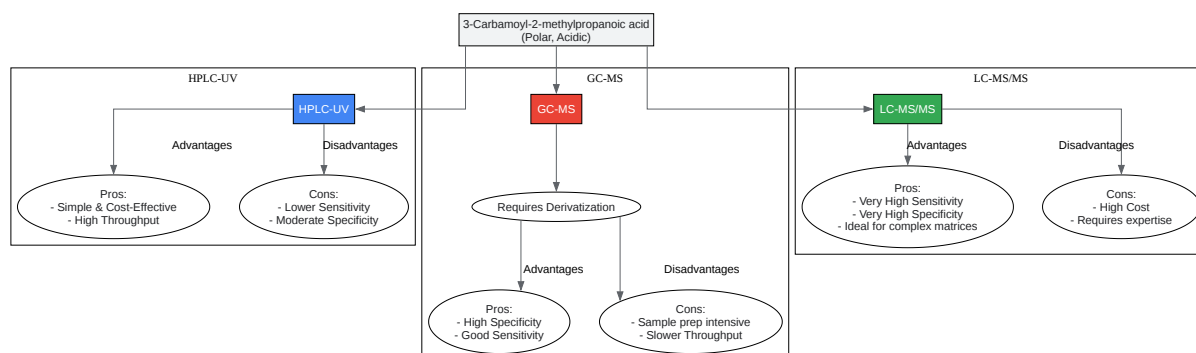 3-Carbamoyl-2-methylpropanoic acid
(Polar, Acidic)
HPLC-UV
HPLC-UV
Advantages
Disadvantages
Pros:
- Simple & Cost-Effective
- High Throughput
Cons:
- Lower Sensitivity
- Moderate Specificity
GC-MS
GC-MS
Requires Derivatization
Advantages
Disadvantages
Pros:
- High Specificity
- Good Sensitivity
Cons:
- Sample prep intensive
- Slower Throughput
LC-MS/MS
LC-MS/MS
Advantages
Disadvantages
Pros:
- Very High Sensitivity
- Very High Specificity
- Ideal for complex matrices
Cons:
- High Cost
- Requires expertise